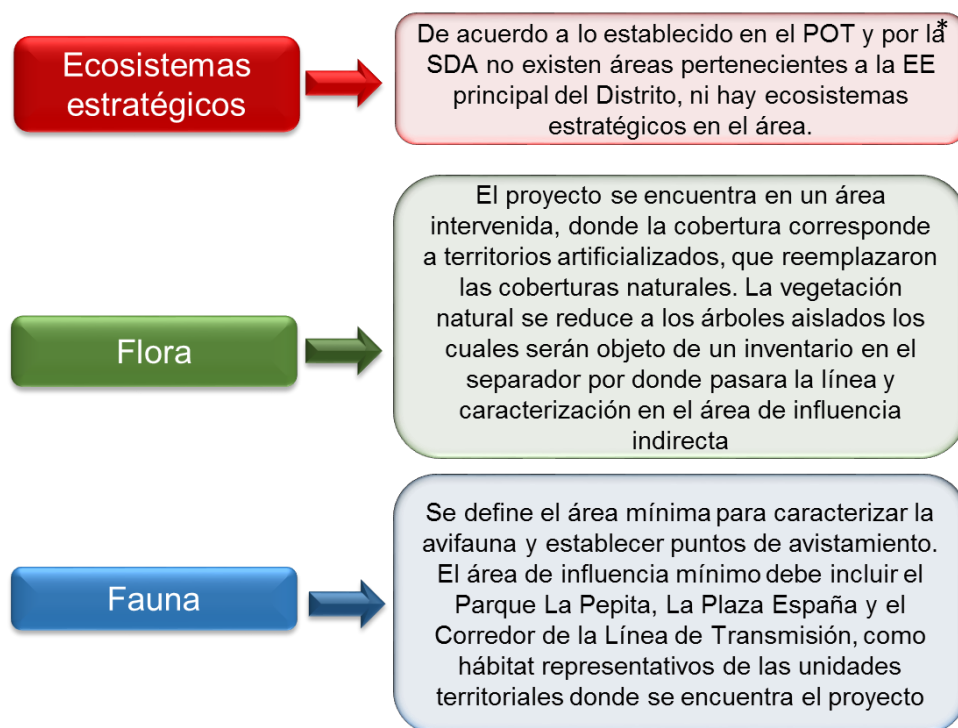 Ecosistemas
estratégicos
De acuerdo a lo establecido en el POT y por la*
SDA no existen áreas pertenecientes a la EE
principal del Distrito, ni hay ecosistemas
estratégicos en el área.
Flora
El proyecto se encuentra en un área
intervenida, donde la cobertura corresponde
a territorios artificializados, que reemplazaron
las coberturas naturales. La vegetación
natural se reduce a los árboles aislados los
cuales serán objeto de un inventario en el
separador por donde pasara la línea y
caracterización en el área de influencia
indirecta
Fauna
Se define el área mínima para caracterizar la
avifauna y establecer puntos de avistamiento.
El área de influencia mínimo debe incluir el
Parque La Pepita, La Plaza España y el
Corredor de la Línea de Transmisión, como
hábitat representativos de las unidades
territoriales donde se encuentra el proyecto